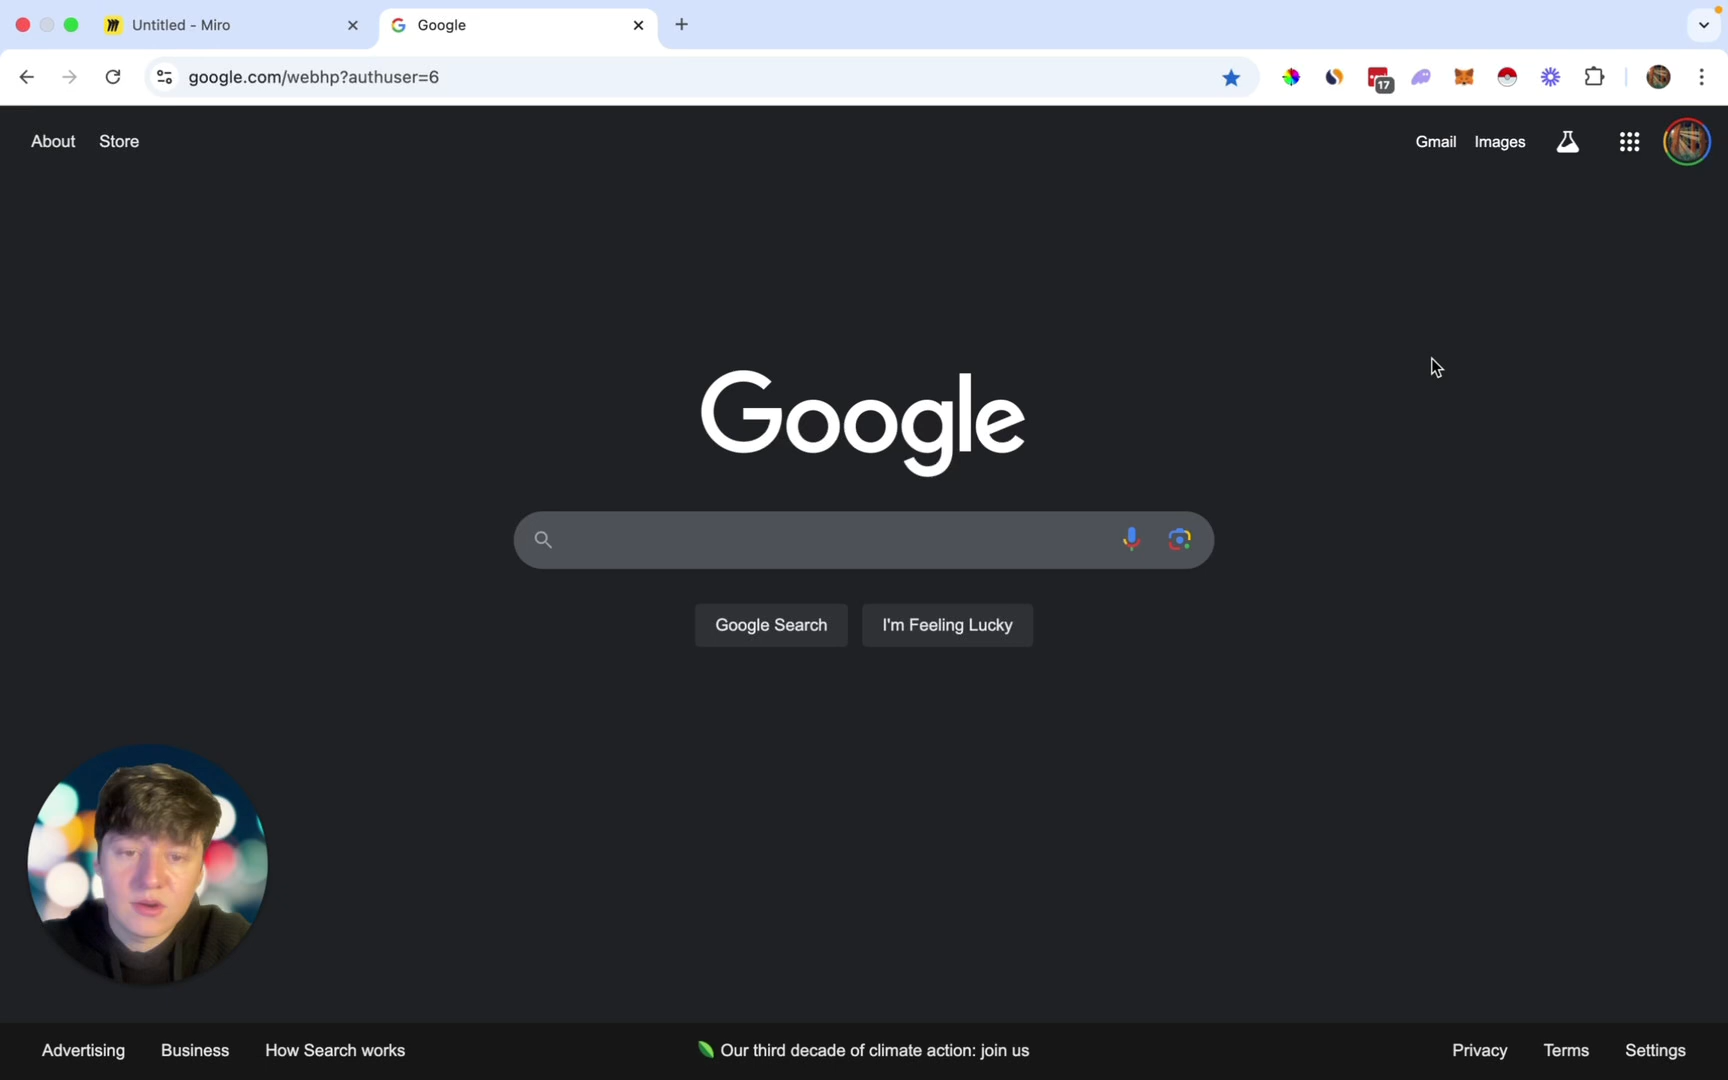 Untitled - Miro
Google
google.com/webhp?authuser=6
17
About Store
Gmail Images
Google
Google Search I'm Feeling Lucky
Advertising Business How Search works
Our third decade of climate action: join us
Privacy Terms Settings